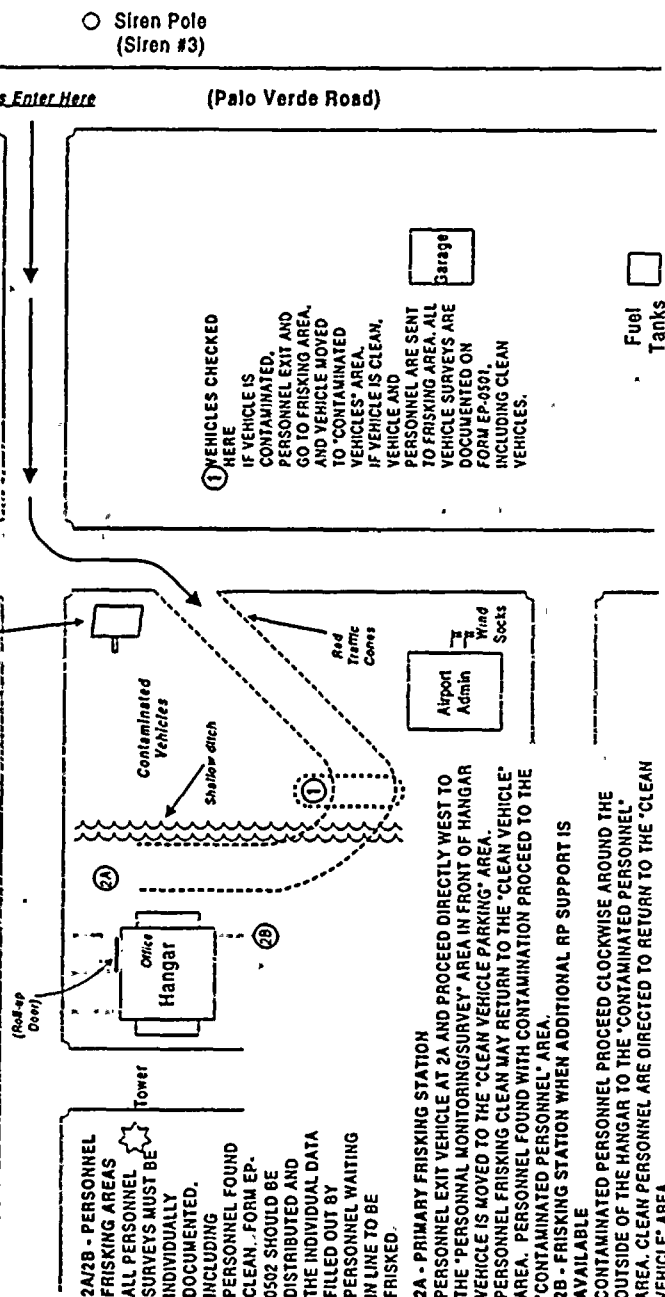 Siren Pole
(Siren #3)
s Enter Here
(Palo Verde Road)
1 VEHICLES CHECKED
HERE
IF VEHICLE IS
CONTAMINATED,
PERSONNEL EXIT AND
GO TO FRISKING AREA,
AND VEHICLE MOVED
TO "CONTAMINATED
VEHICLES" AREA.
IF VEHICLE IS CLEAN,
VEHICLE AND
PERSONNEL ARE SENT
TO FRISKING AREA. ALL
VEHICLE SURVEYS ARE
DOCUMENTED ON
FORM EP-0501,
INCLUDING CLEAN
VEHICLES.
Garage
Fuel
Tanks
Contaminated
Vehicles
Shallow ditch
Red
Traffic
Cones
1
Airport
Admin
Wind
Socks
2A
2B
(Roll-up
Door)
Office
Hangar
Tower
2A/2B - PERSONNEL
FRISKING AREAS
ALL PERSONNEL
SURVEYS MUST BE
INDIVIDUALLY
DOCUMENTED,
INCLUDING
PERSONNEL FOUND
CLEAN. FORM EP-
0502 SHOULD BE
DISTRIBUTED AND
THE INDIVIDUAL DATA
FILLED OUT BY
PERSONNEL WAITING
IN LINE TO BE
FRISKED.
2A - PRIMARY FRISKING STATION
PERSONNEL EXIT VEHICLE AT 2A AND PROCEED DIRECTLY WEST TO
THE "PERSONNAL MONITORING/SURVEY" AREA IN FRONT OF HANGAR
VEHICLE IS MOVED TO THE "CLEAN VEHICLE PARKING" AREA.
PERSONNEL FRISKING CLEAN MAY RETURN TO THE "CLEAN VEHICLE"
AREA. PERSONNEL FOUND WITH CONTAMINATION PROCEED TO THE
"CONTAMINATED PERSONNEL" AREA.
2B - FRISKING STATION WHEN ADDITIONAL RP SUPPORT IS
AVAILABLE
CONTAMINATED PERSONNEL PROCEED CLOCKWISE AROUND THE
OUTSIDE OF THE HANGAR TO THE "CONTAMINATED PERSONNEL"
AREA. CLEAN PERSONNEL ARE DIRECTED TO RETURN TO THE "CLEAN
VEHICLE" AREA